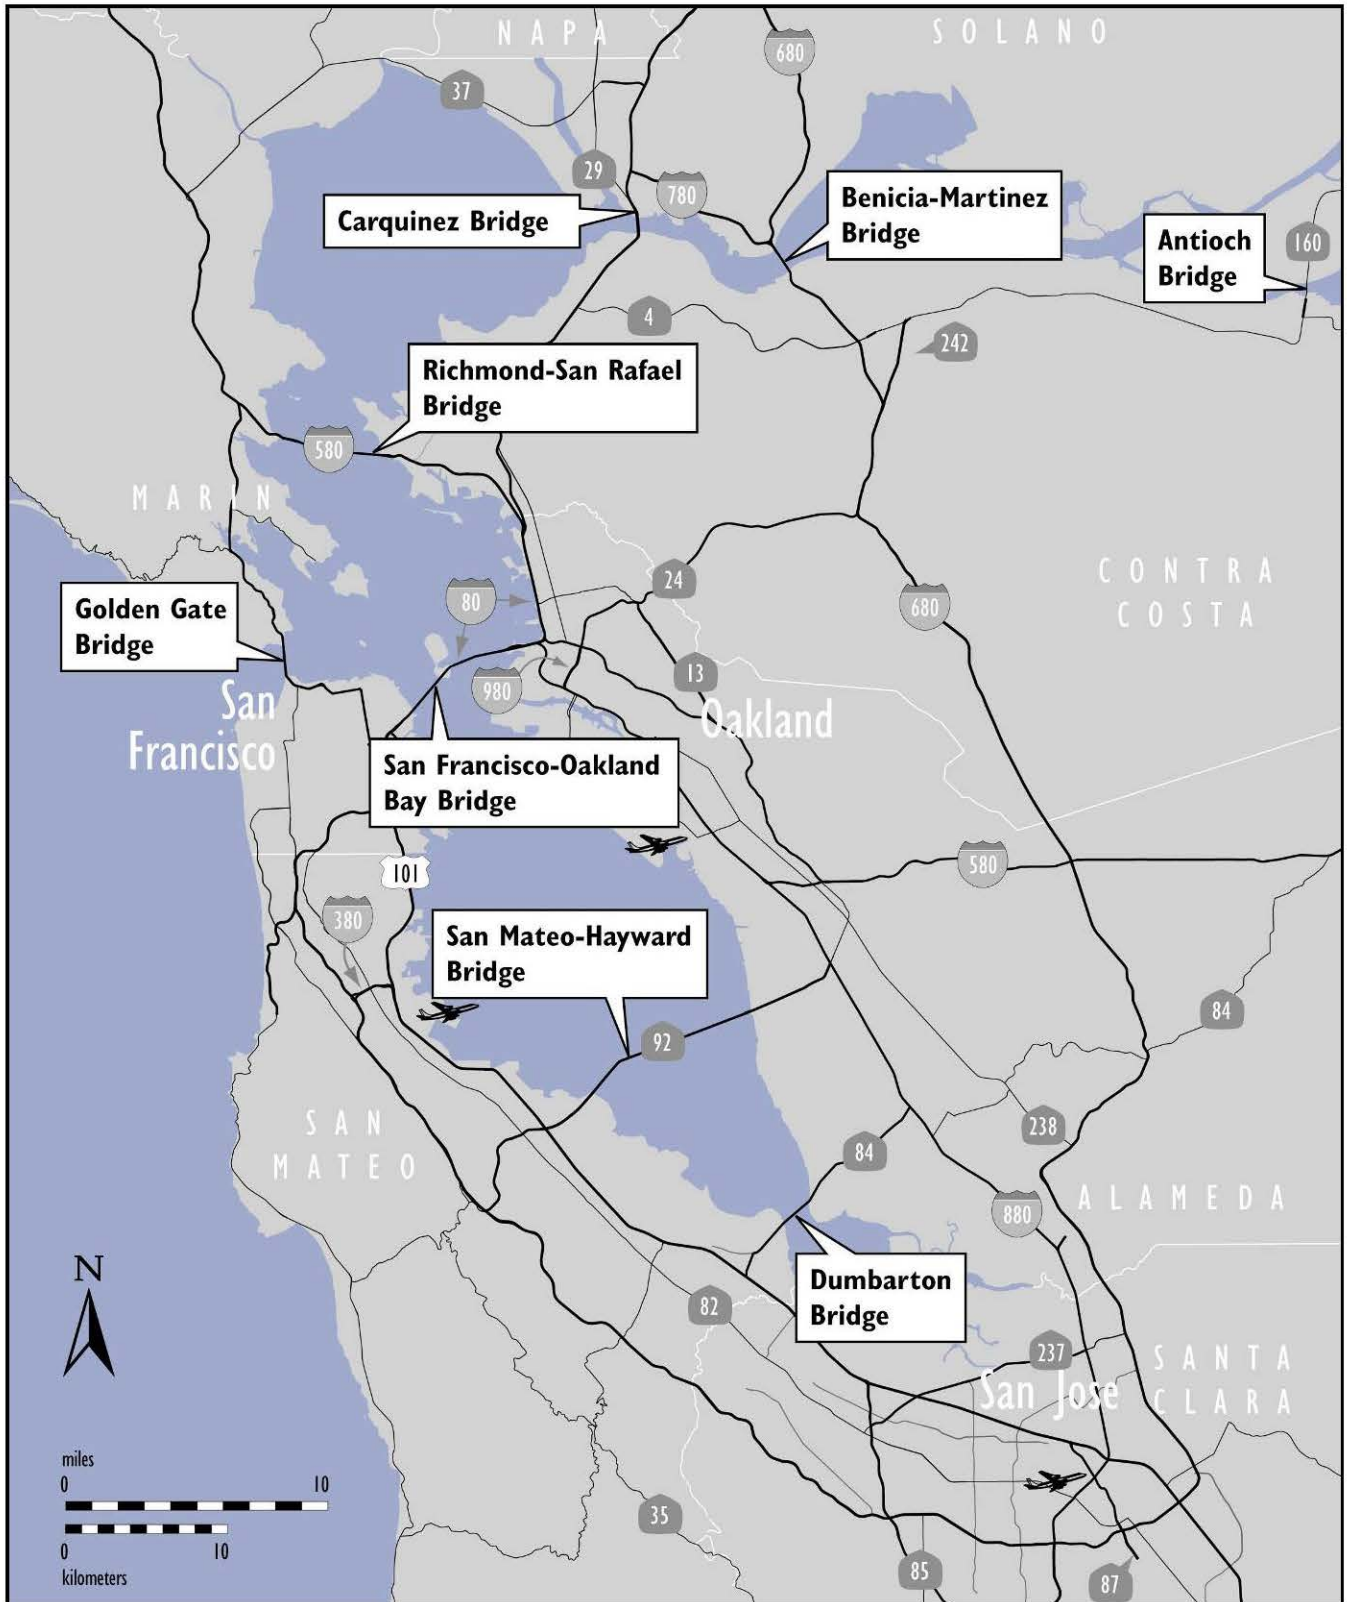 NAPA
SOLANO
680
37
29
780
Carquinez Bridge
Benicia-Martinez
Bridge
Antioch
Bridge
160
4
242
Richmond-San Rafael
Bridge
580
MARIN
24
80
680
CONTRA
COSTA
Golden Gate
Bridge
980
13
San
Francisco
Oakland
San Francisco-Oakland
Bay Bridge
101
580
380
San Mateo-Hayward
Bridge
92
84
SAN
MATEO
238
84
880
ALAMEDA
N
Dumbarton
Bridge
82
237
San Jose
SANTA
CLARA
miles
0 10
0 10
kilometers
35
85
87